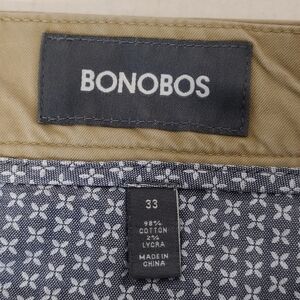 BONOBOS
33
98%
COTTON
2%
LYCRA
MADE IN
CHINA